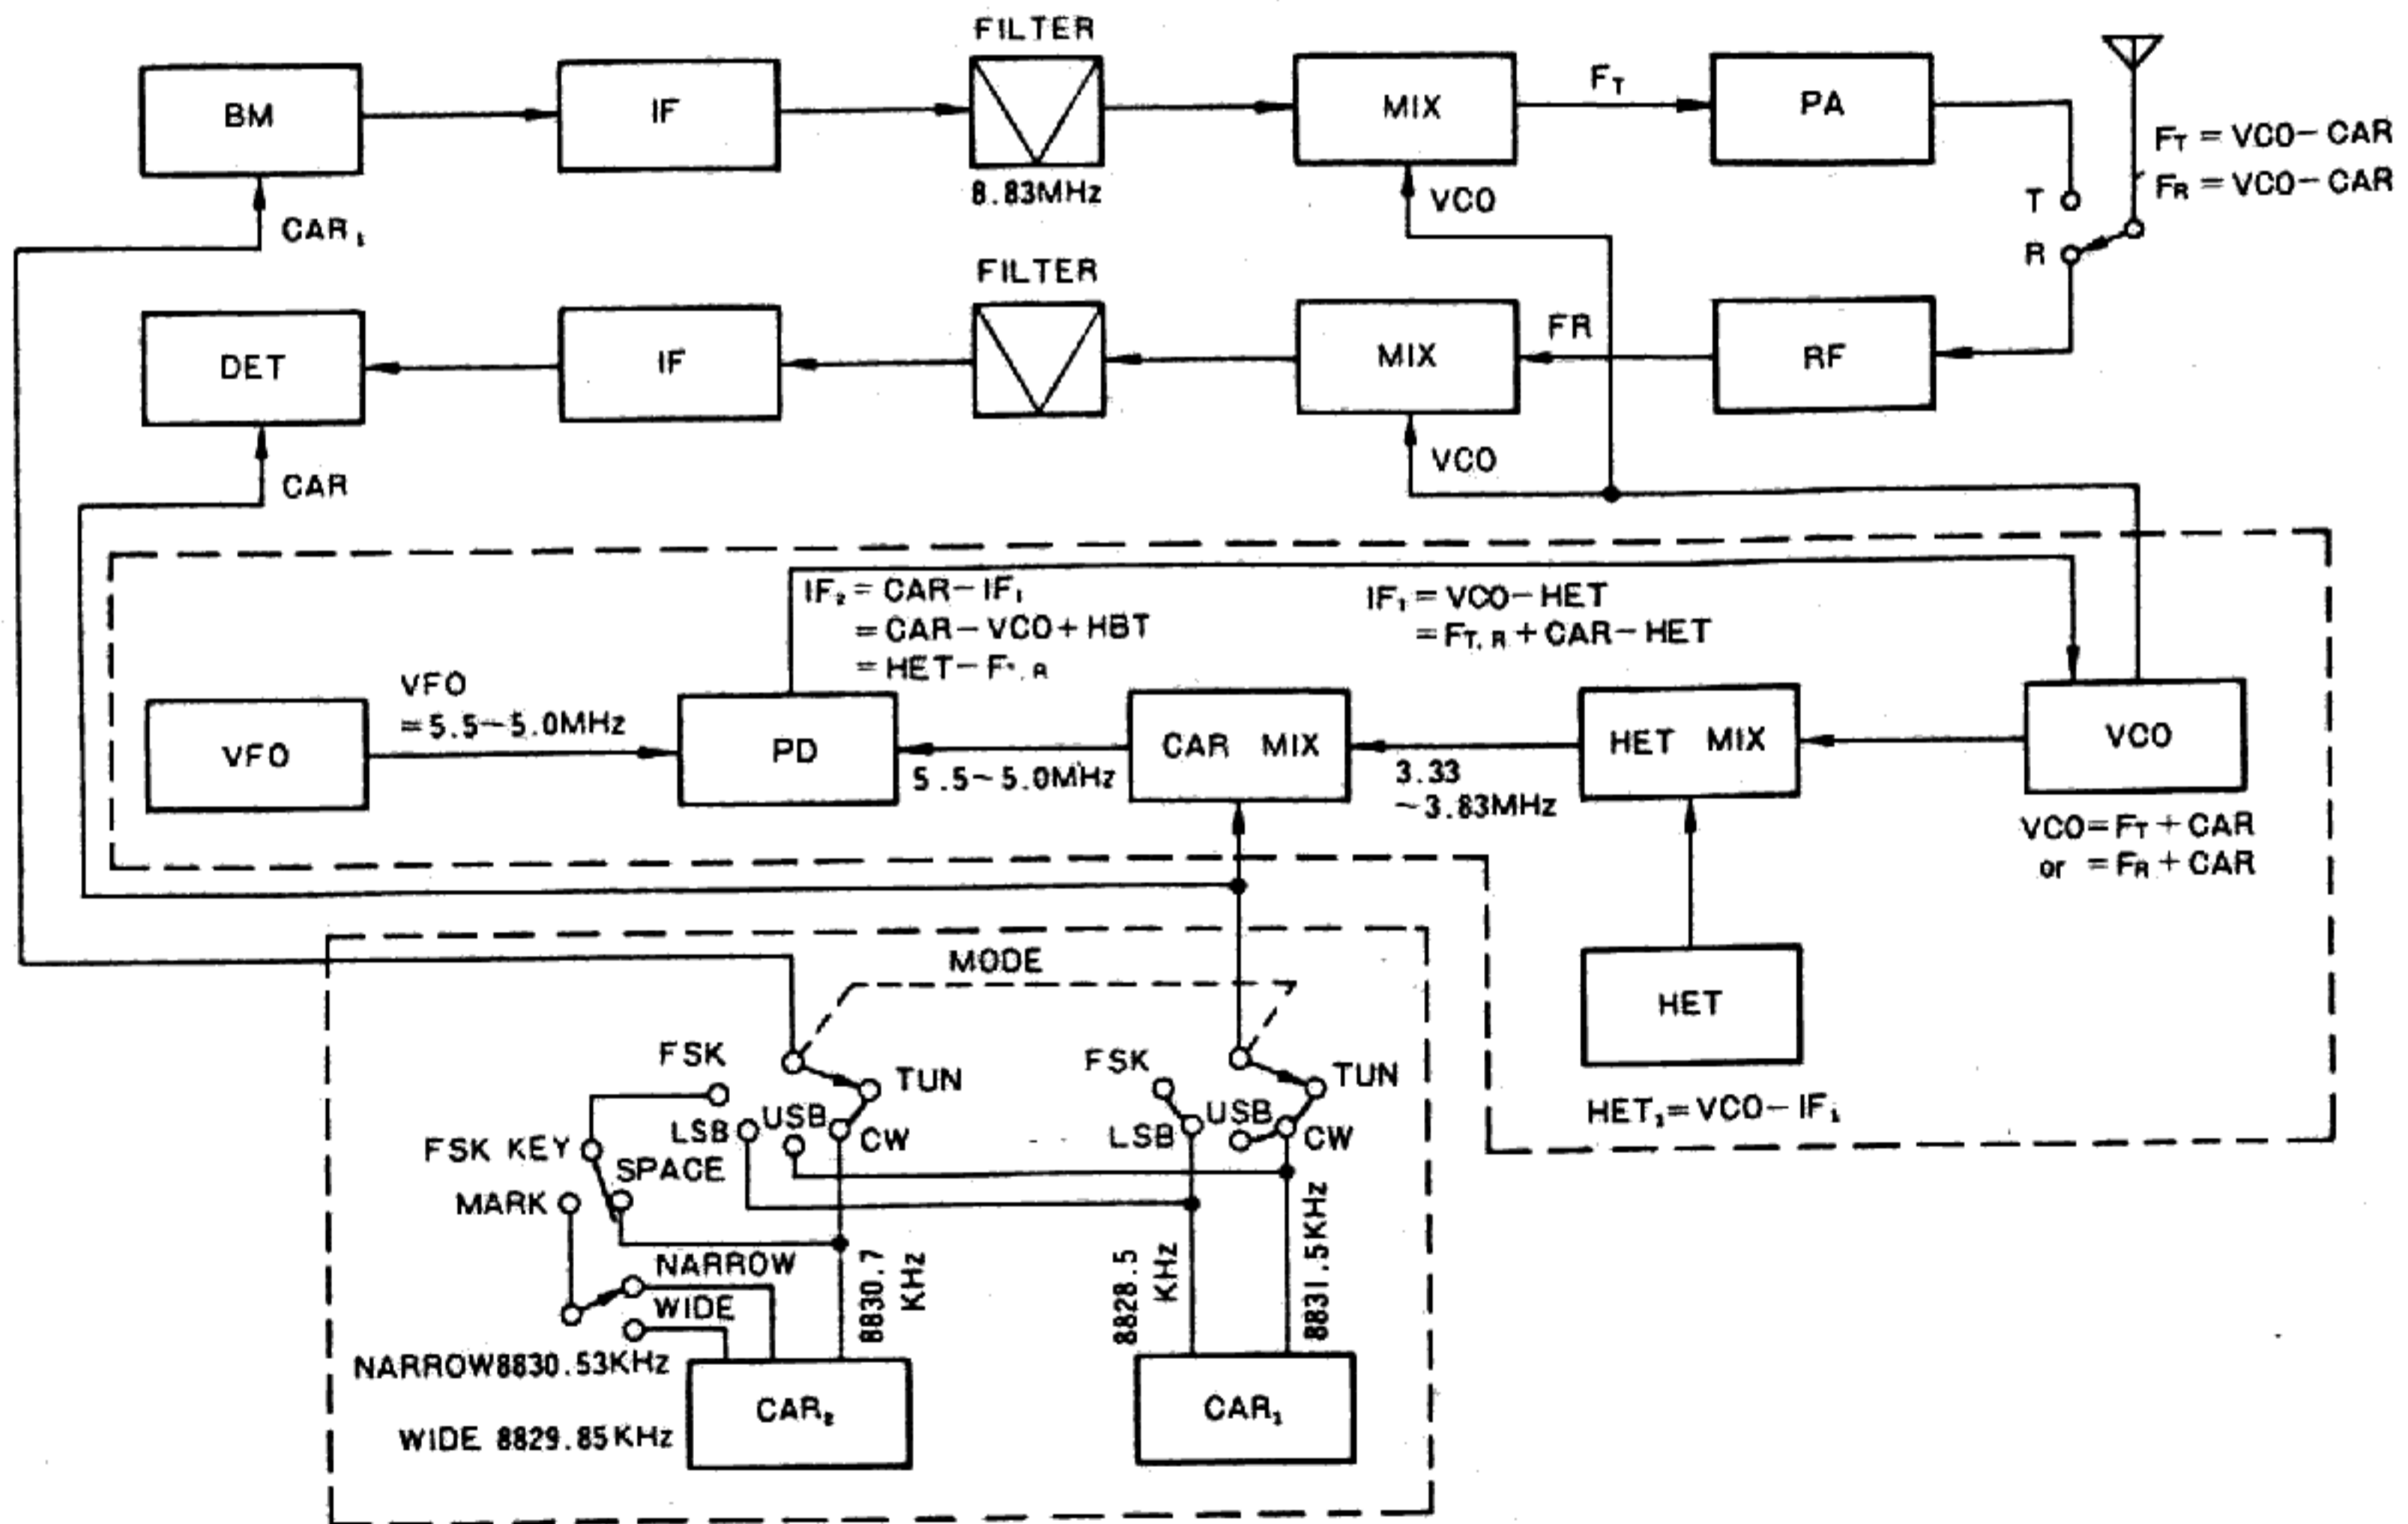 FILTER
BM
IF
MIX
FT
PA
8.83MHz
FT = VCO- CAR
FR = VCO- CAR
CAR1
VCO
T
R
FILTER
DET
IF
MIX
FR
RF
CAR
VCO
IF2 = CAR-IF1
= CAR-VCO+HBT
= HET-F
IF1 = VCO-HET
= FT, R + CAR-HET
VFO
=5.5~5.0MHz
VFO
PD
CAR MIX
HET MIX
VCO
5.5~5.0MHz
3.33
~3.83MHz
VCO=FT+CAR
or =FR+CAR
MODE
HET
FSK
TUN
FSK
TUN
HET1=VCO-IF1
LSB
USB
CW
LSB
USB
CW
FSK KEY
SPACE
MARK
NARROW
WIDE
8830.7
KHz
8828.5
KHz
8831.5KHz
NARROW8830.53KHz
WIDE 8829.85KHz
CAR2
CAR1